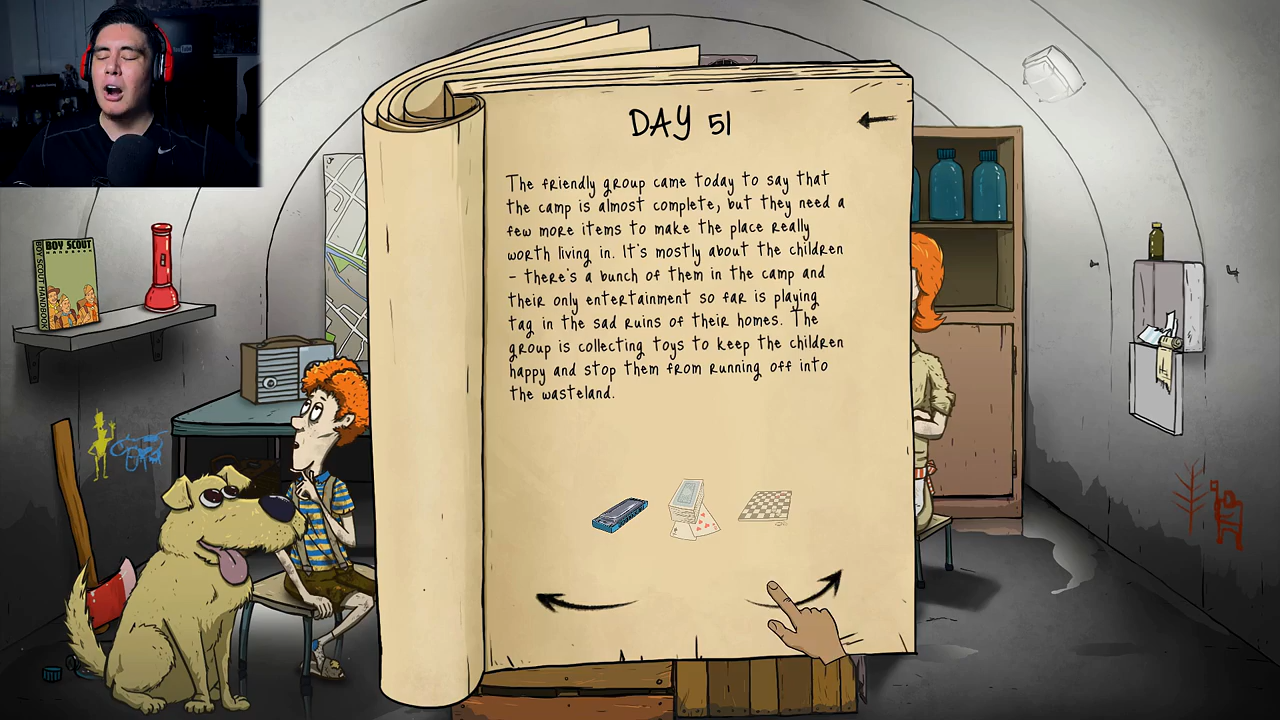 DAY 51
The friendly group came today to say that
the camp is almost complete, but they need a
few more items to make the place really
worth living in. It's mostly about the children
- there's a bunch of them in the camp and
their only entertainment so far is playing
tag in the sad ruins of their homes. The
group is collecting toys to keep the children
happy and stop them from running off into
the wasteland.
BOY SCOUT
HANDBOOK
BOY SCOUT HANDBOOK